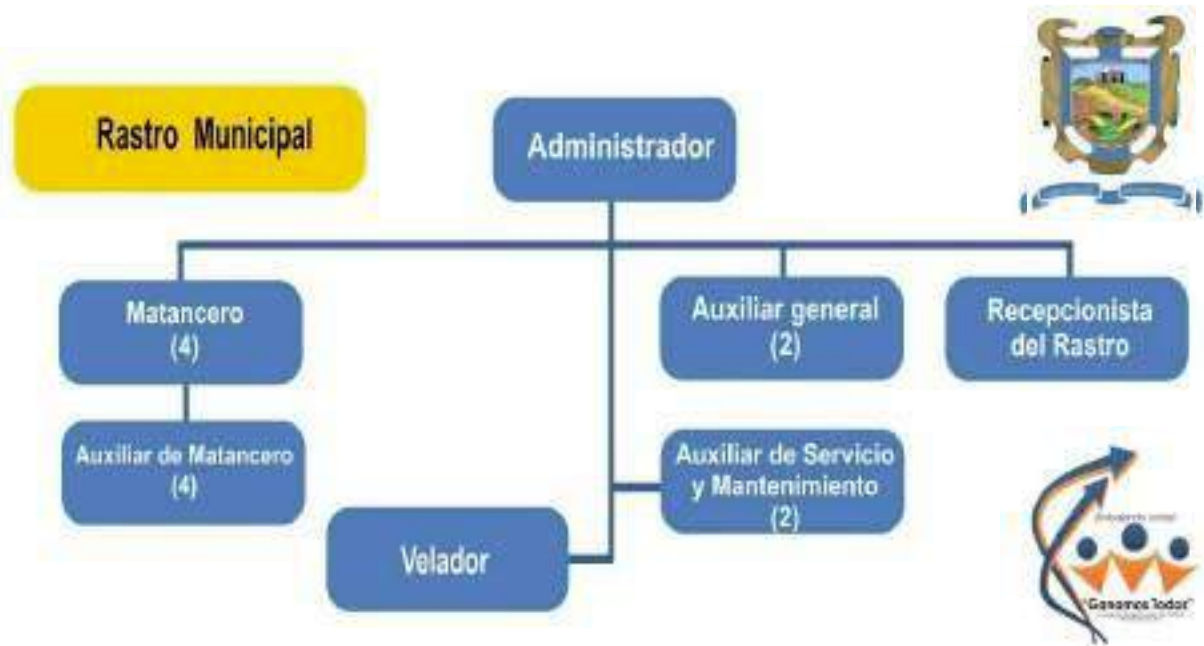 Rastro Municipal
Administrador
Matancero
(4)
Auxiliar general
(2)
Recepcionista
del Rastro
Auxiliar de Matancero
(4)
Auxiliar de Servicio
y Mantenimiento
(2)
Velador
"Ganamos Todos"